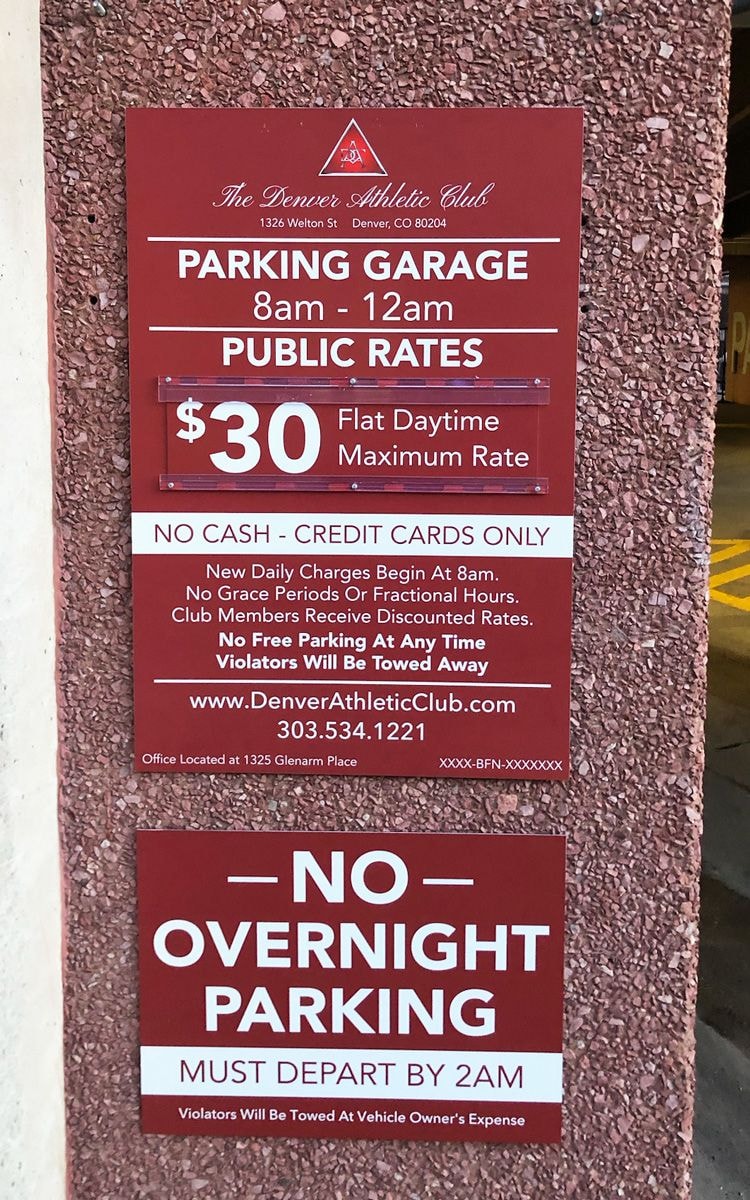 The Denver Athletic Club
1326 Welton St Denver, CO 80204
PARKING GARAGE
8am - 12am
PUBLIC RATES
$30 Flat Daytime
Maximum Rate
NO CASH - CREDIT CARDS ONLY
New Daily Charges Begin At 8am.
No Grace Periods Or Fractional Hours.
Club Members Receive Discounted Rates.
No Free Parking At Any Time
Violators Will Be Towed Away
www.DenverAthleticClub.com
303.534.1221
Office Located at 1325 Glenarm Place XXXX-BFN-XXXXXXX
— NO —
OVERNIGHT
PARKING
MUST DEPART BY 2AM
Violators Will Be Towed At Vehicle Owner's Expense